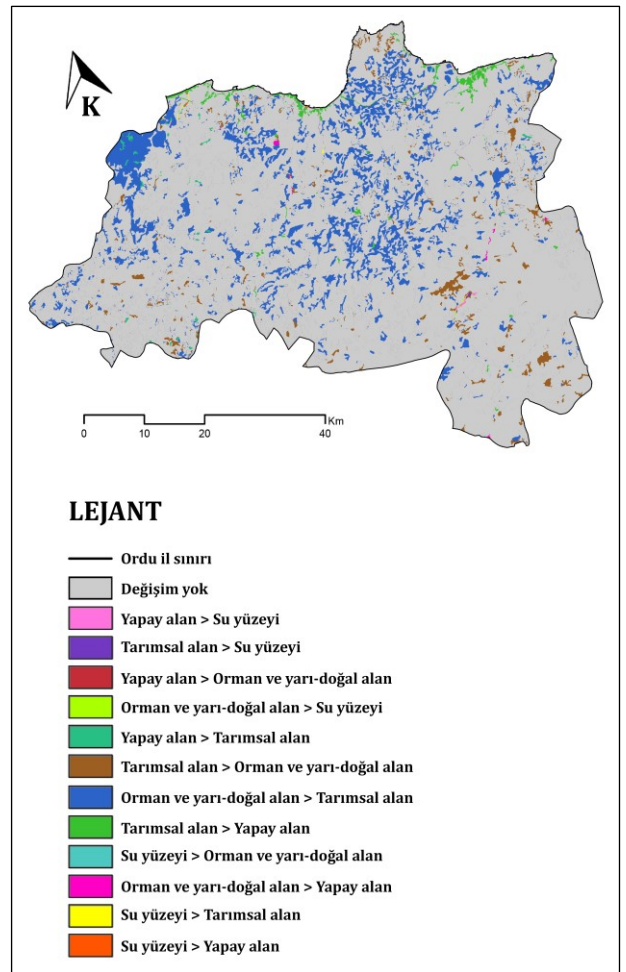 K
Km
0 10 20 40
LEJANT
Ordu il sınırı
Değişim yok
Yapay alan > Su yüzeyi
Tarımsal alan > Su yüzeyi
Yapay alan > Orman ve yarı-doğal alan
Orman ve yarı-doğal alan > Su yüzeyi
Yapay alan > Tarımsal alan
Tarımsal alan > Orman ve yarı-doğal alan
Orman ve yarı-doğal alan > Tarımsal alan
Tarımsal alan > Yapay alan
Su yüzeyi > Orman ve yarı-doğal alan
Orman ve yarı-doğal alan > Yapay alan
Su yüzeyi > Tarımsal alan
Su yüzeyi > Yapay alan